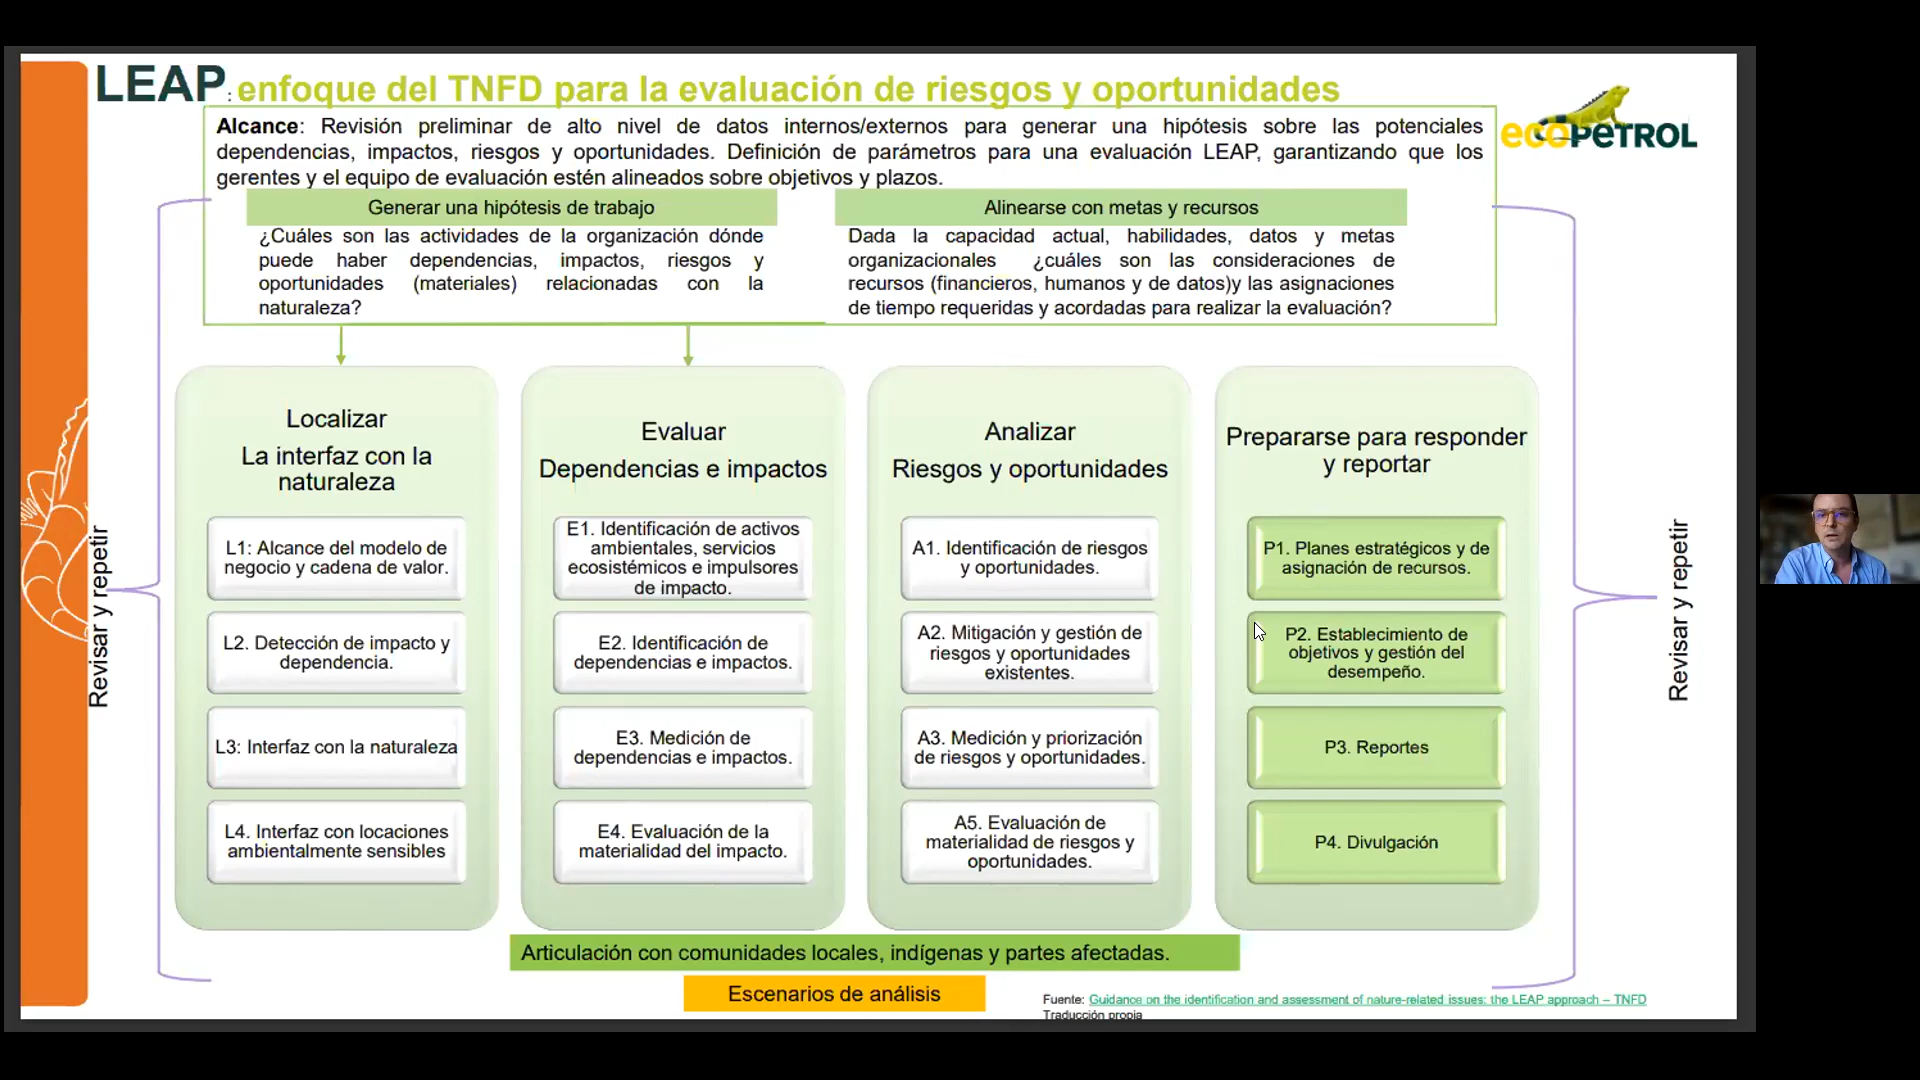 LEAP: enfoque del TNFD para la evaluación de riesgos y oportunidades
ecoPETROL
Alcance: Revisión preliminar de alto nivel de datos internos/externos para generar una hipótesis sobre las potenciales
dependencias, impactos, riesgos y oportunidades. Definición de parámetros para una evaluación LEAP, garantizando que los
gerentes y el equipo de evaluación estén alineados sobre objetivos y plazos.
Generar una hipótesis de trabajo
¿Cuáles son las actividades de la organización dónde
puede haber dependencias, impactos, riesgos y
oportunidades (materiales) relacionadas con la
naturaleza?
Alinearse con metas y recursos
Dada la capacidad actual, habilidades, datos y metas
organizacionales ¿cuáles son las consideraciones de
recursos (financieros, humanos y de datos)y las asignaciones
de tiempo requeridas y acordadas para realizar la evaluación?
Revisar y repetir
Localizar
La interfaz con la
naturaleza
L1: Alcance del modelo de
negocio y cadena de valor.
L2. Detección de impacto y
dependencia.
L3: Interfaz con la naturaleza
L4. Interfaz con locaciones
ambientalmente sensibles
Evaluar
Dependencias e impactos
E1. Identificación de activos
ambientales, servicios
ecosistémicos e impulsores
de impacto.
E2. Identificación de
dependencias e impactos.
E3. Medición de
dependencias e impactos.
E4. Evaluación de la
materialidad del impacto.
Analizar
Riesgos y oportunidades
A1. Identificación de riesgos
y oportunidades.
A2. Mitigación y gestión de
riesgos y oportunidades
existentes.
A3. Medición y priorización
de riesgos y oportunidades.
A5. Evaluación de
materialidad de riesgos y
oportunidades.
Prepararse para responder
y reportar
P1. Planes estratégicos y de
asignación de recursos.
P2. Establecimiento de
objetivos y gestión del
desempeño.
P3. Reportes
P4. Divulgación
Revisar y repetir
Articulación con comunidades locales, indígenas y partes afectadas.
Escenarios de análisis
Fuente: Guidance on the identification and assessment of nature-related issues: the LEAP approach – TNFD
Traducción propia